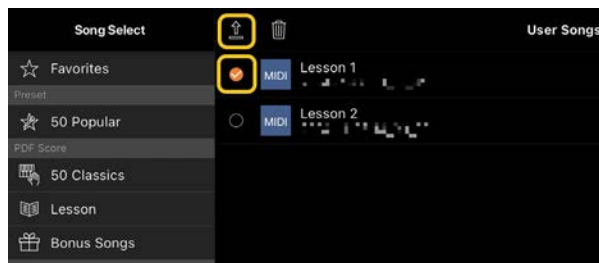 Song Select
User Songs
Favorites
Preset
50 Popular
PDF Score
50 Classics
Lesson
Bonus Songs
MIDI
Lesson 1
MIDI
Lesson 2